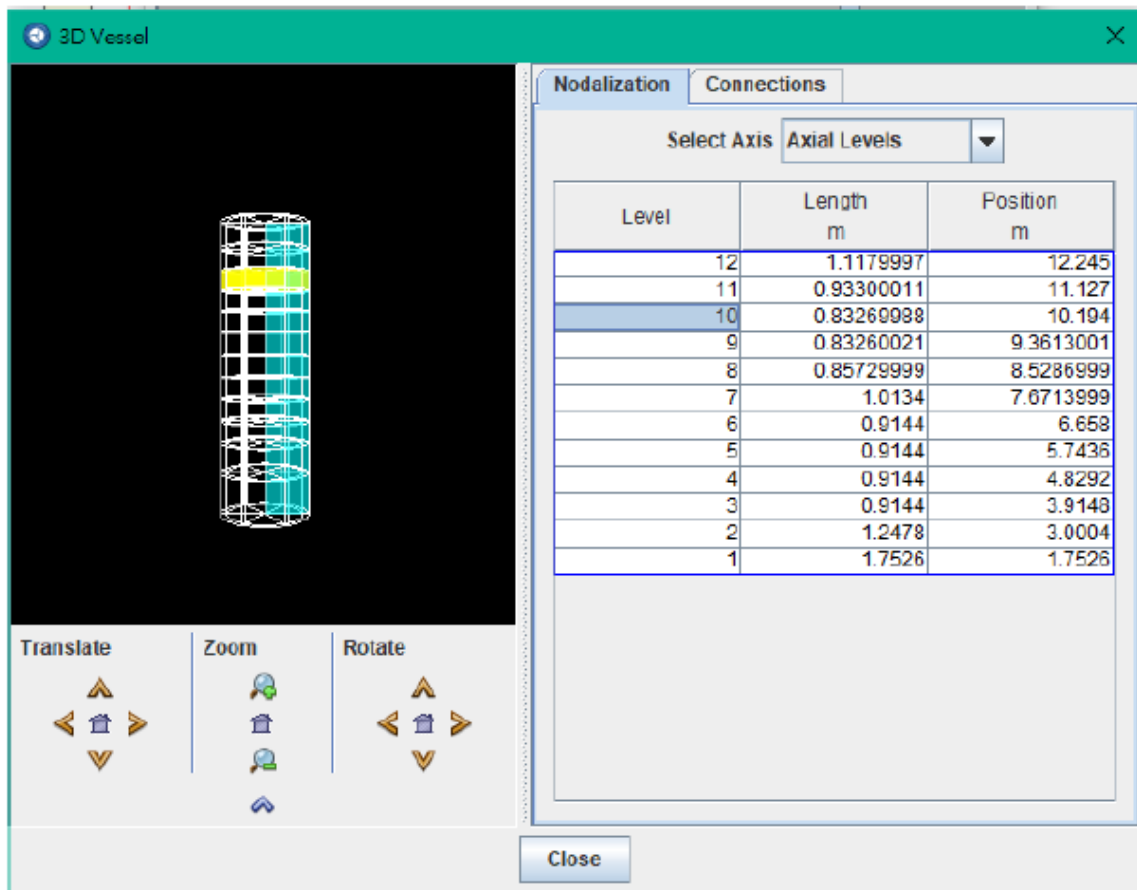 3D Vessel
Nodalization Connections
Select Axis Axial Levels
Level Length m Position m
12 1.1179997 12.245
11 0.93300011 11.127
10 0.83269988 10.194
9 0.83260021 9.3613001
8 0.85729999 8.5286999
7 1.0134 7.6713999
6 0.9144 6.658
5 0.9144 5.7436
4 0.9144 4.8292
3 0.9144 3.9148
2 1.2478 3.0004
1 1.7526 1.7526
Translate Zoom Rotate
Close